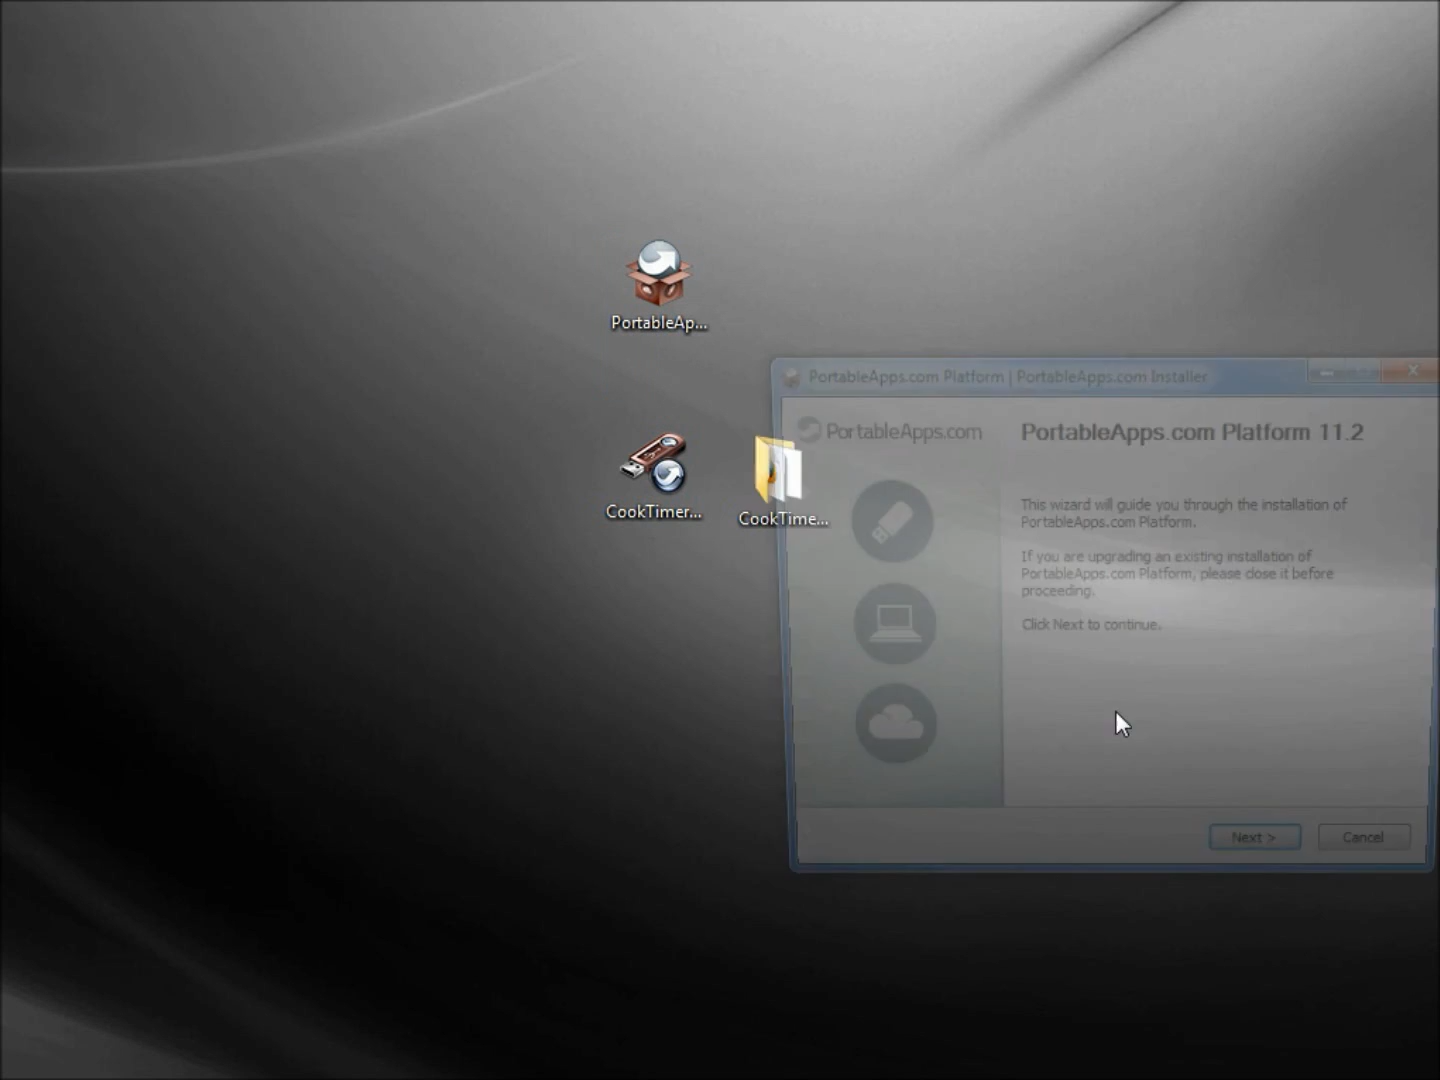 PortableAp...
PortableApps.com Platform | PortableApps.com Installer
PortableApps.com
PortableApps.com Platform 11.2
CookTimer...
CookTime...
This wizard will guide you through the installation of
PortableApps.com Platform.
If you are upgrading an existing installation of
PortableApps.com Platform, please close it before
proceeding.
Click Next to continue.
Next >
Cancel